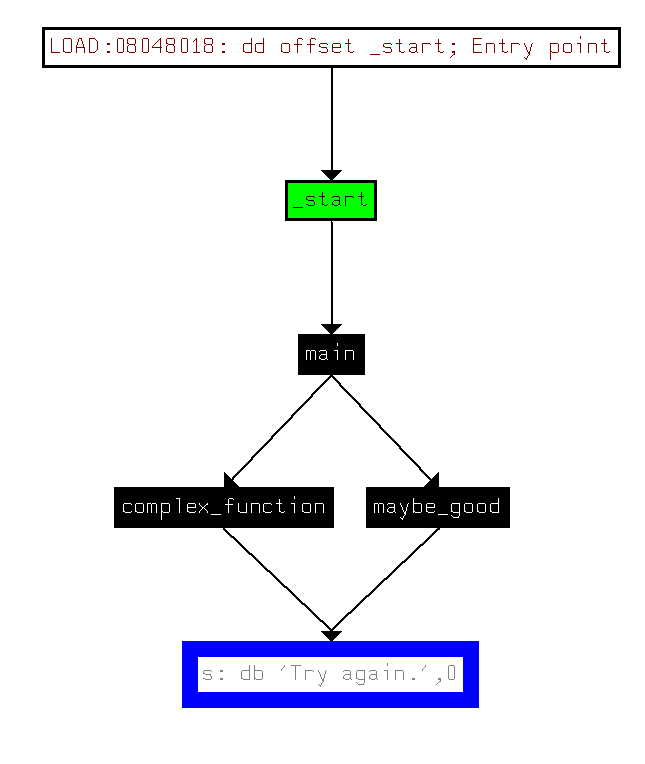 LOAD:08048018: dd offset _start; Entry point
_start
main
complex_function
maybe_good
s: db 'Try again.',0